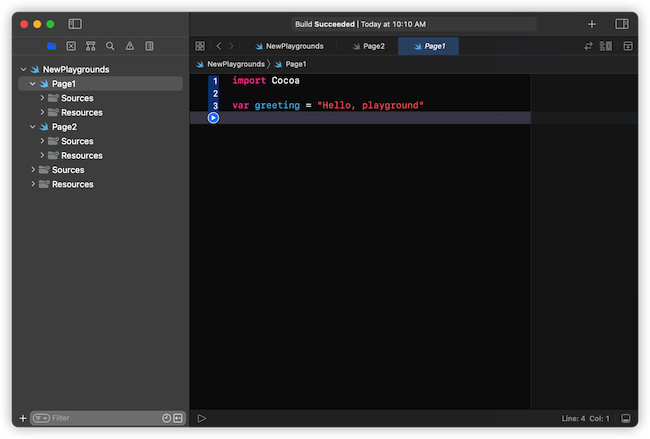 Build Succeeded | Today at 10:10 AM
NewPlaygrounds
Page2
Page1
NewPlaygrounds
Page1
Sources
Resources
Page2
Sources
Resources
Sources
Resources
NewPlaygrounds 〉 Page1
1 import Cocoa
2
3 var greeting = "Hello, playground"
Filter
Line: 4 Col: 1